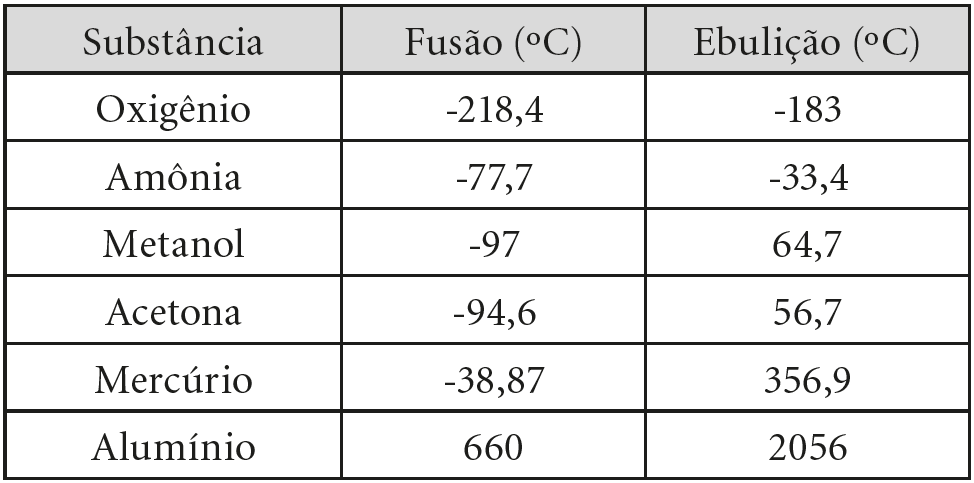 Substância Fusão (ºC) Ebulição (ºC)
Oxigênio -218,4 -183
Amônia -77,7 -33,4
Metanol -97 64,7
Acetona -94,6 56,7
Mercúrio -38,87 356,9
Alumínio 660 2056